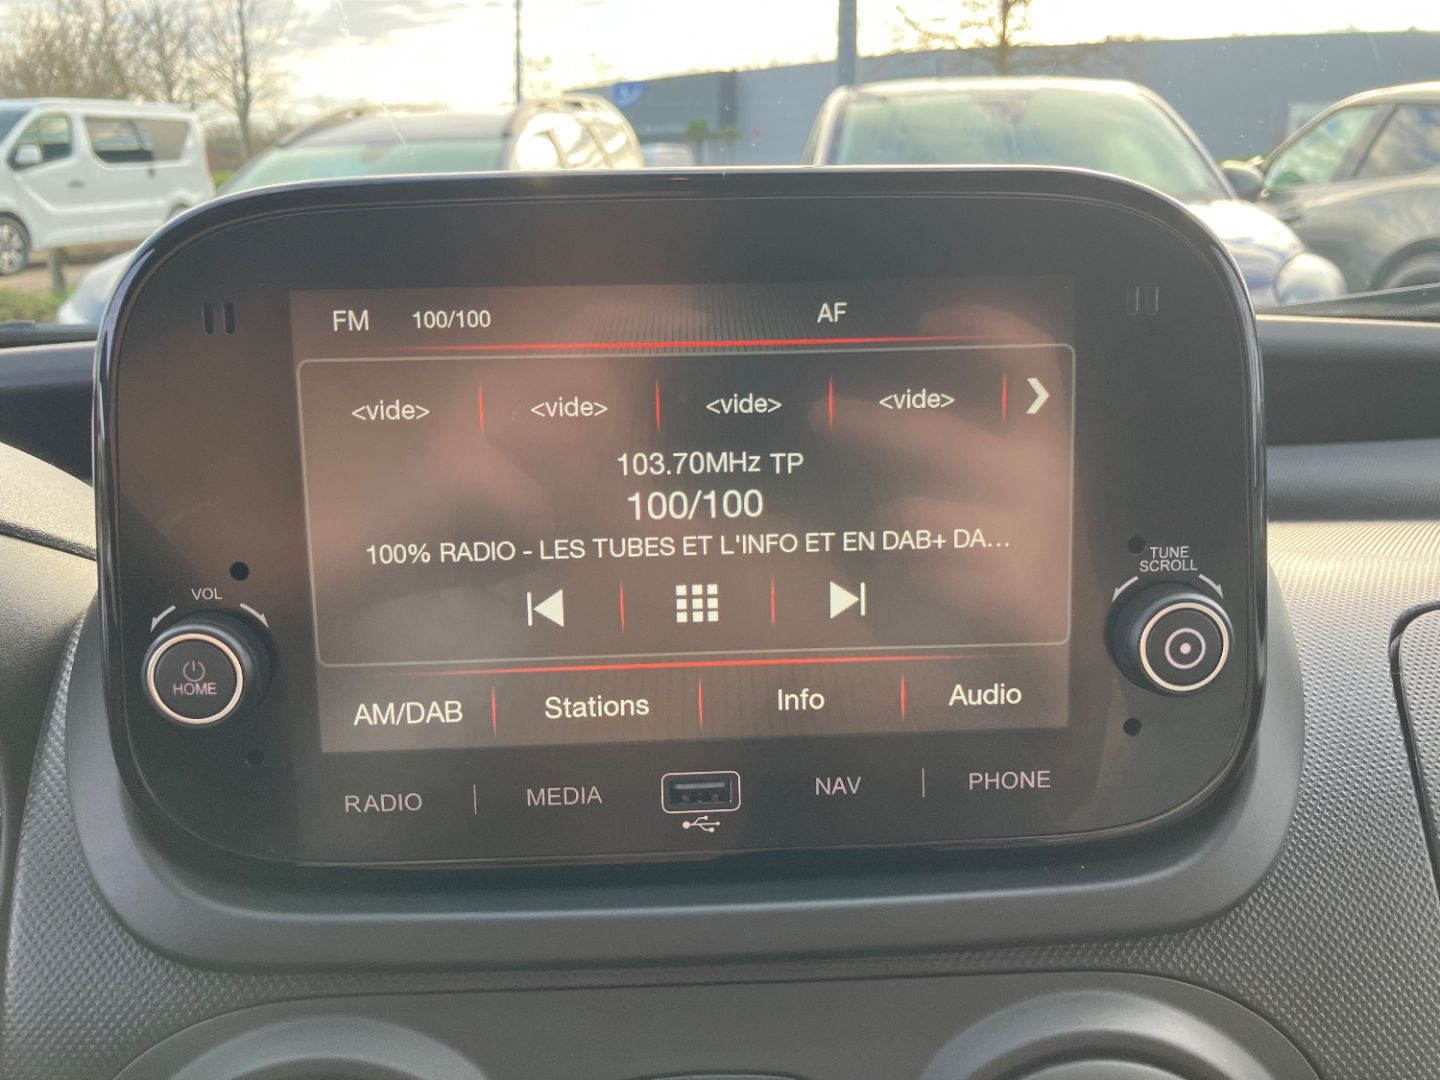 FM 100/100 AF
<vide> <vide> <vide> <vide>
103.70MHz TP
100/100
100% RADIO - LES TUBES ET L'INFO ET EN DAB+ DA...
VOL
HOME
TUNE
SCROLL
AM/DAB Stations Info Audio
RADIO MEDIA NAV PHONE